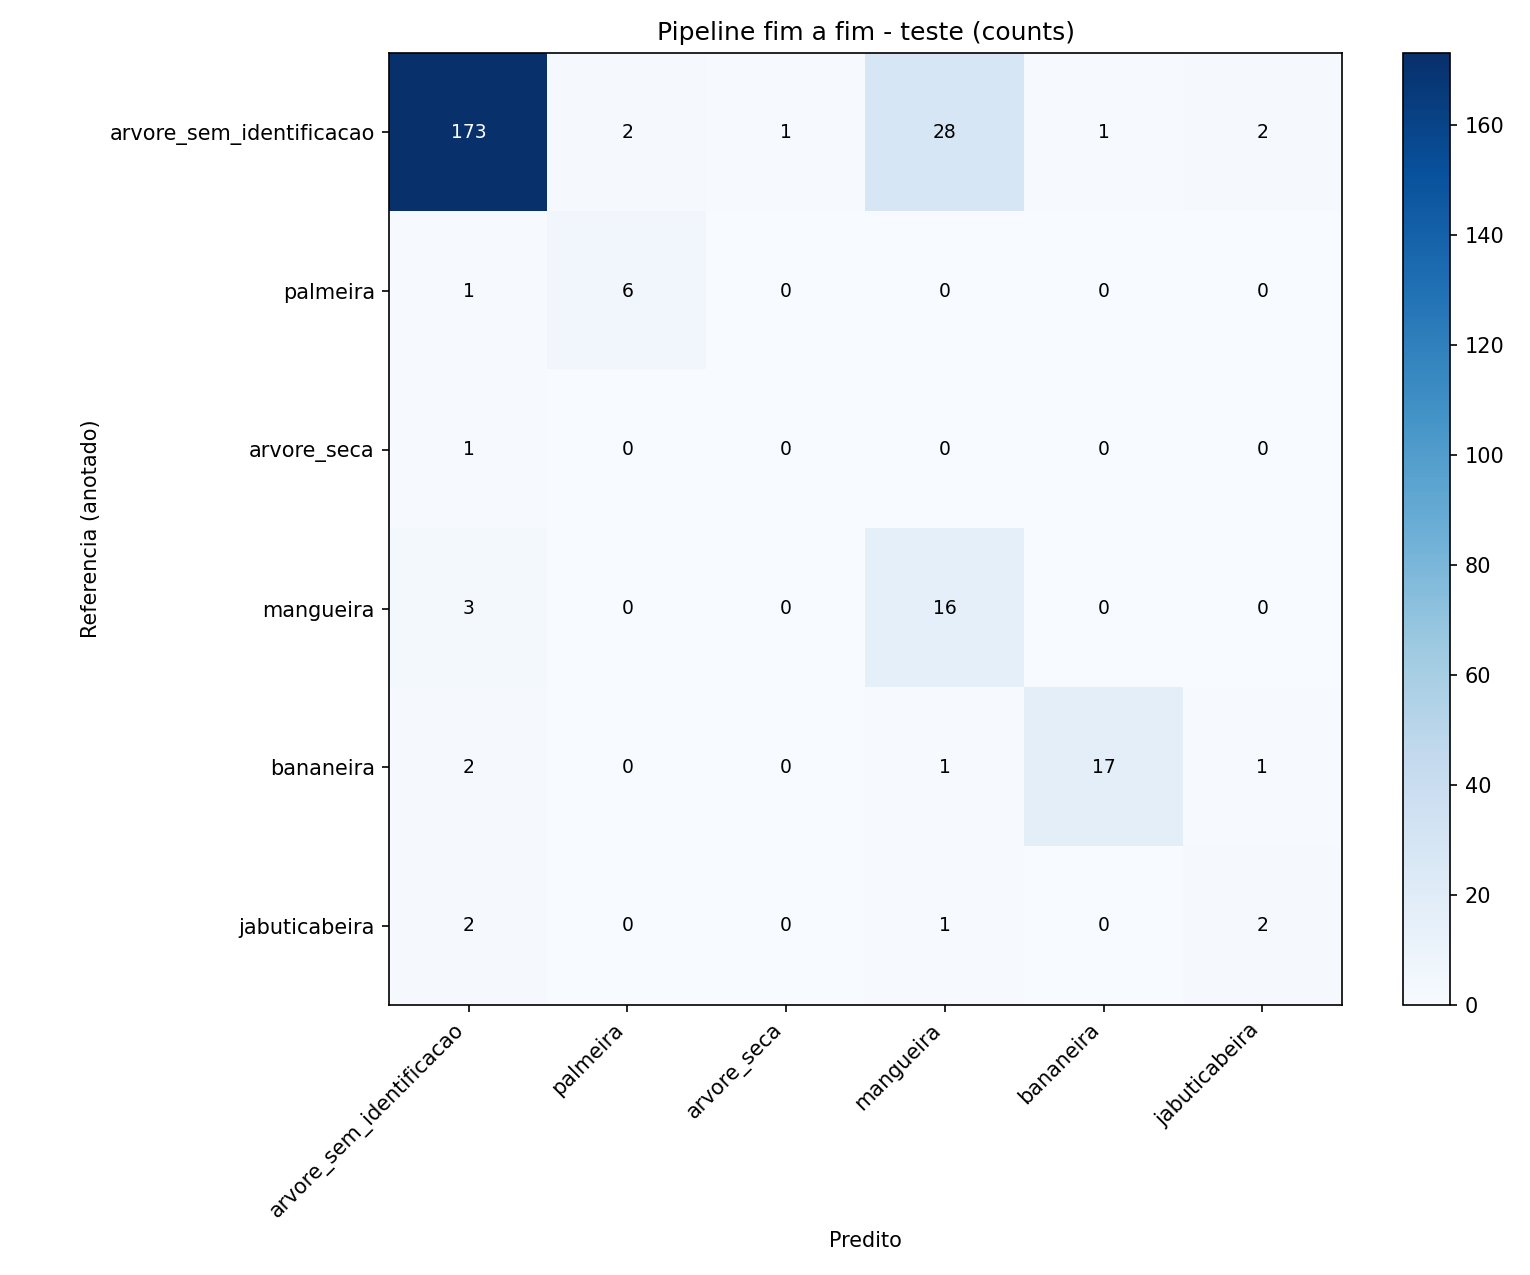 Pipeline fim a fim - teste (counts)
arvore_sem_identificacao 173 2 1 28 1 2
palmeira 1 6 0 0 0 0
arvore_seca 1 0 0 0 0 0
mangueira 3 0 0 16 0 0
bananeira 2 0 0 1 17 1
jabuticabeira 2 0 0 1 0 2
Referencia (anotado)
arvore_sem_identificacao
palmeira
arvore_seca
mangueira
bananeira
jabuticabeira
Predito
160
140
120
100
80
60
40
20
0